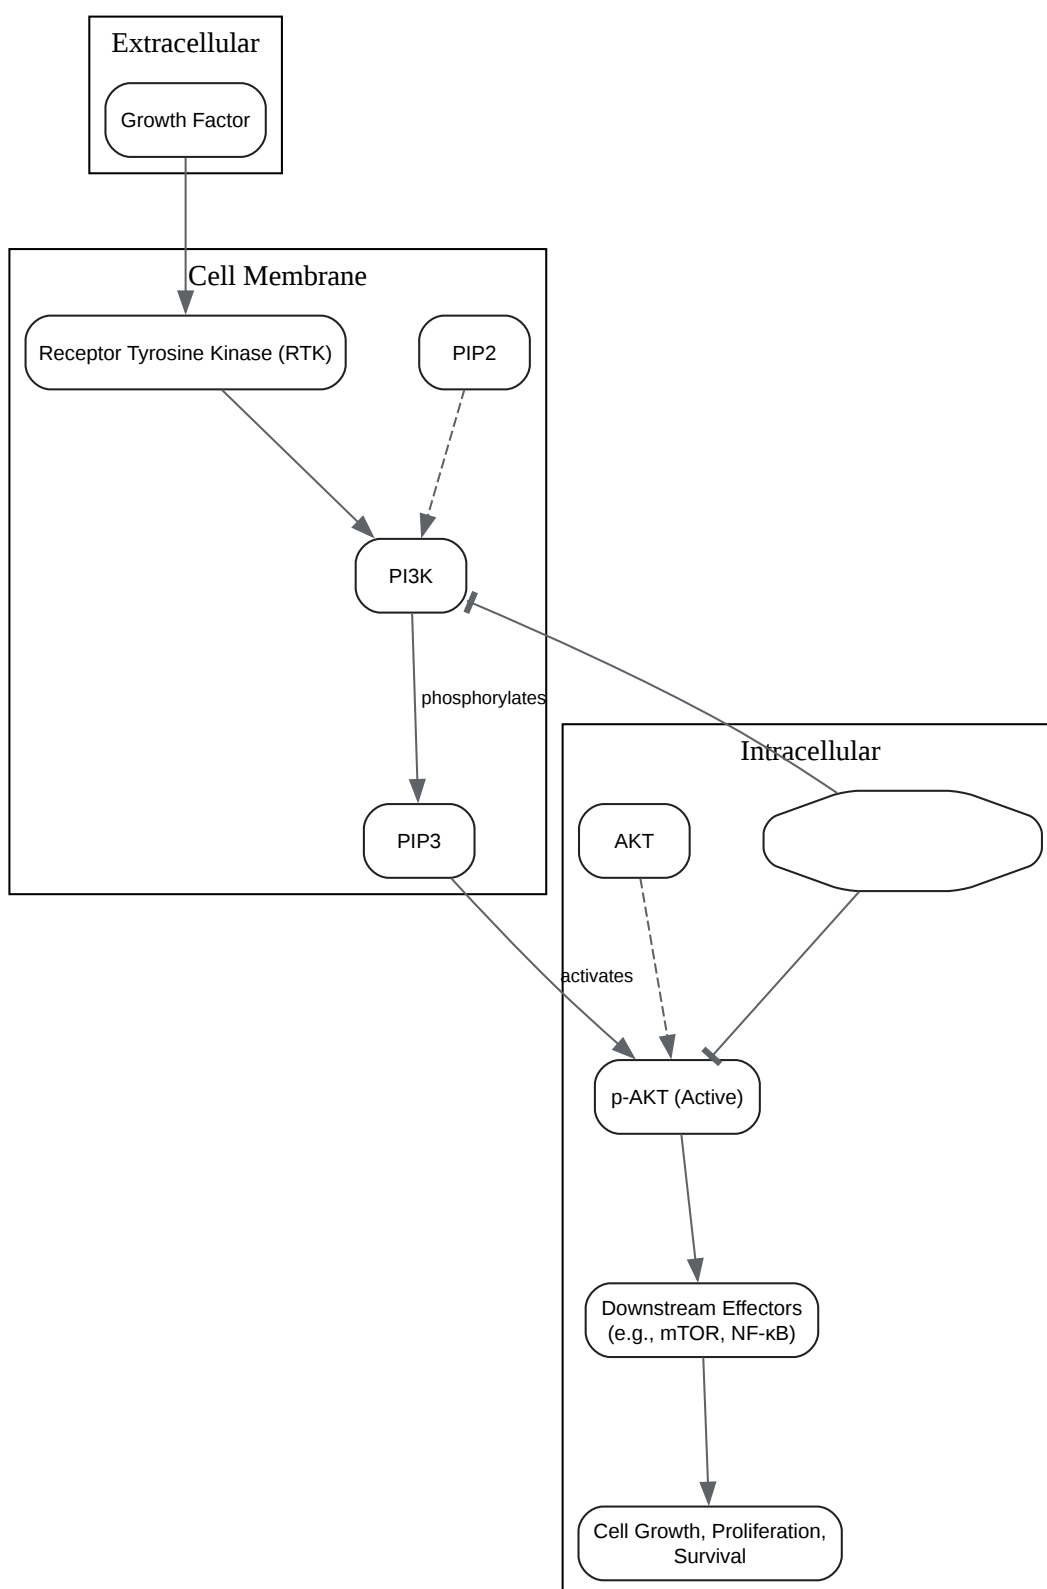 Extracellular
Growth Factor
Cell Membrane
Receptor Tyrosine Kinase (RTK)
PIP2
PI3K
phosphorylates
Intracellular
PIP3
AKT
activates
p-AKT (Active)
Downstream Effectors
(e.g., mTOR, NF-κB)
Cell Growth, Proliferation,
Survival